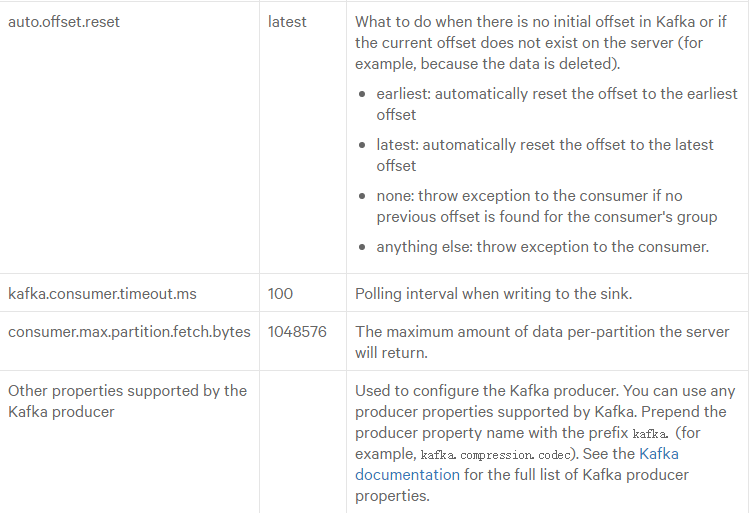 auto.offset.reset
latest
What to do when there is no initial offset in Kafka or if
the current offset does not exist on the server (for
example, because the data is deleted).
earliest: automatically reset the offset to the earliest
offset
latest: automatically reset the offset to the latest
offset
none: throw exception to the consumer if no
previous offset is found for the consumer's group
anything else: throw exception to the consumer.
kafka.consumer.timeout.ms
100
Polling interval when writing to the sink.
consumer.max.partition.fetch.bytes
1048576
The maximum amount of data per-partition the server
will return.
Other properties supported by the
Kafka producer
Used to configure the Kafka producer. You can use any
producer properties supported by Kafka. Prepend the
producer property name with the prefix kafka. (for
example, kafka.compression.codec). See the Kafka
documentation for the full list of Kafka producer
properties.